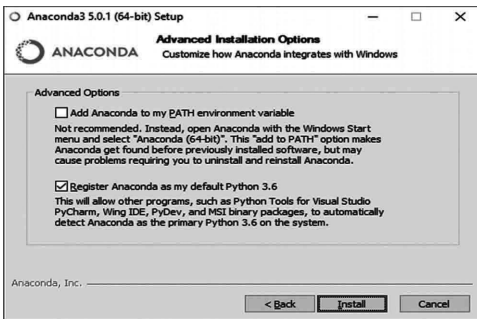 Anaconda3 5.0.1 (64-bit) Setup
ANACONDA
Advanced Installation Options
Customize how Anaconda integrates with Windows
Advanced Options
Add Anaconda to my PATH environment variable
Not recommended. Instead, open Anaconda with the Windows Start
menu and select "Anaconda (64-bit)". This "add to PATH" option makes
Anaconda get found before previously installed software, but may
cause problems requiring you to uninstall and reinstall Anaconda.
Register Anaconda as my default Python 3.6
This will allow other programs, such as Python Tools for Visual Studio
PyCharm, Wing IDE, PyDev, and MSI binary packages, to automatically
detect Anaconda as the primary Python 3.6 on the system.
Anaconda, Inc.
< Back Install Cancel